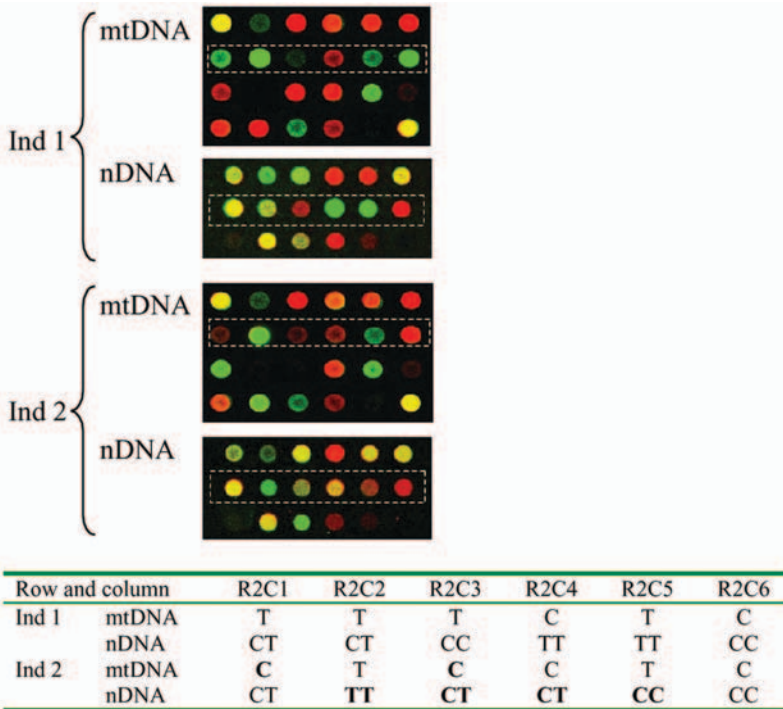 mtDNA
Ind 1
nDNA
mtDNA
Ind 2
nDNA
Row and column R2C1 R2C2 R2C3 R2C4 R2C5 R2C6
Ind 1 mtDNA T T T C T C
nDNA CT CT CC TT TT CC
Ind 2 mtDNA C T C C T C
nDNA CT TT CT CT CC CC